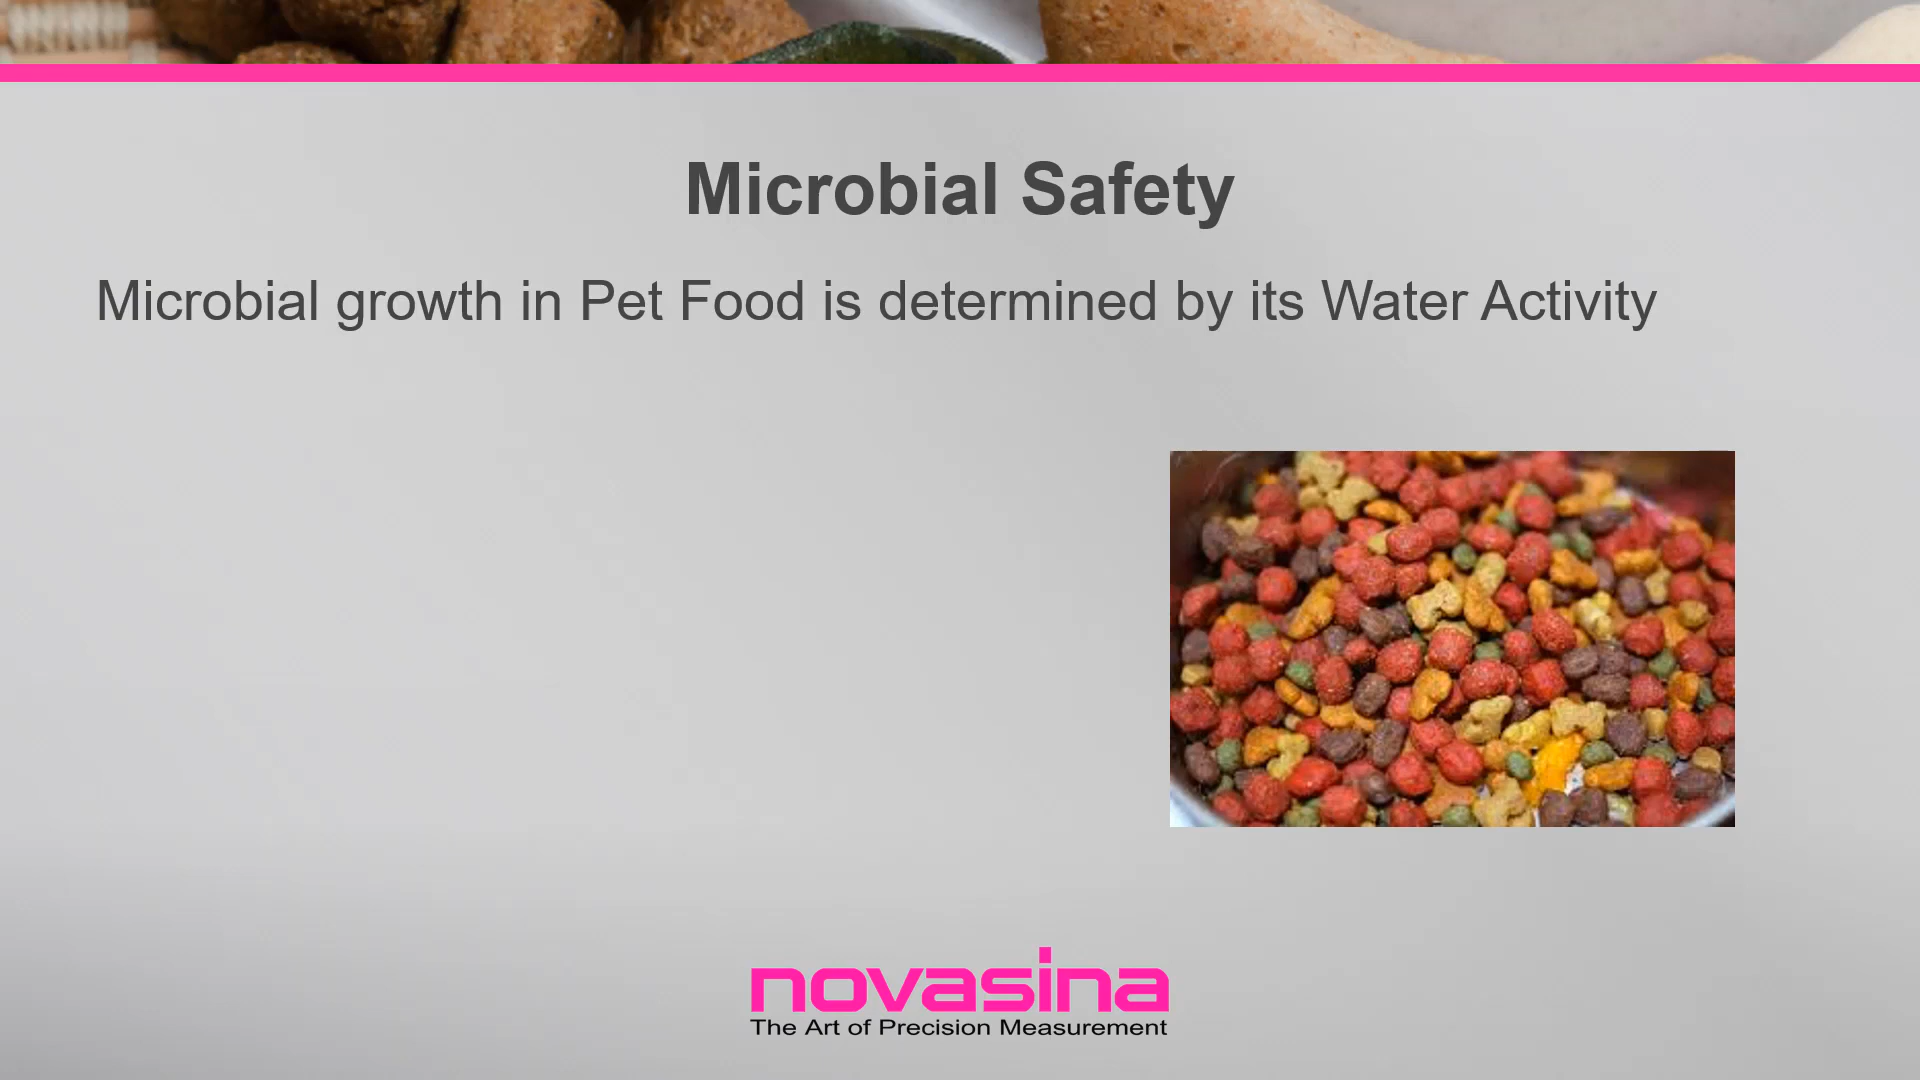 Microbial Safety
Microbial growth in Pet Food is determined by its Water Activity
novasina
The Art of Precision Measurement